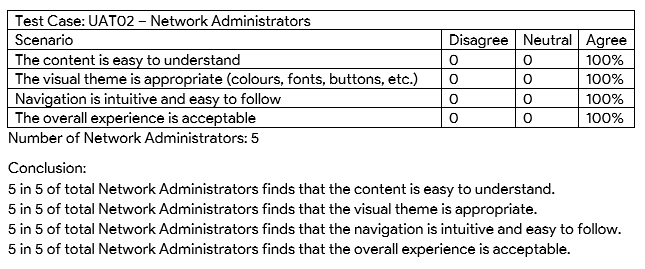 Test Case: UAT02 – Network Administrators
Scenario Disagree Neutral Agree
The content is easy to understand 0 0 100%
The visual theme is appropriate (colours, fonts, buttons, etc.) 0 0 100%
Navigation is intuitive and easy to follow 0 0 100%
The overall experience is acceptable 0 0 100%
Number of Network Administrators: 5
Conclusion:
5 in 5 of total Network Administrators finds that the content is easy to understand.
5 in 5 of total Network Administrators finds that the visual theme is appropriate.
5 in 5 of total Network Administrators finds that the navigation is intuitive and easy to follow.
5 in 5 of total Network Administrators finds that the overall experience is acceptable.